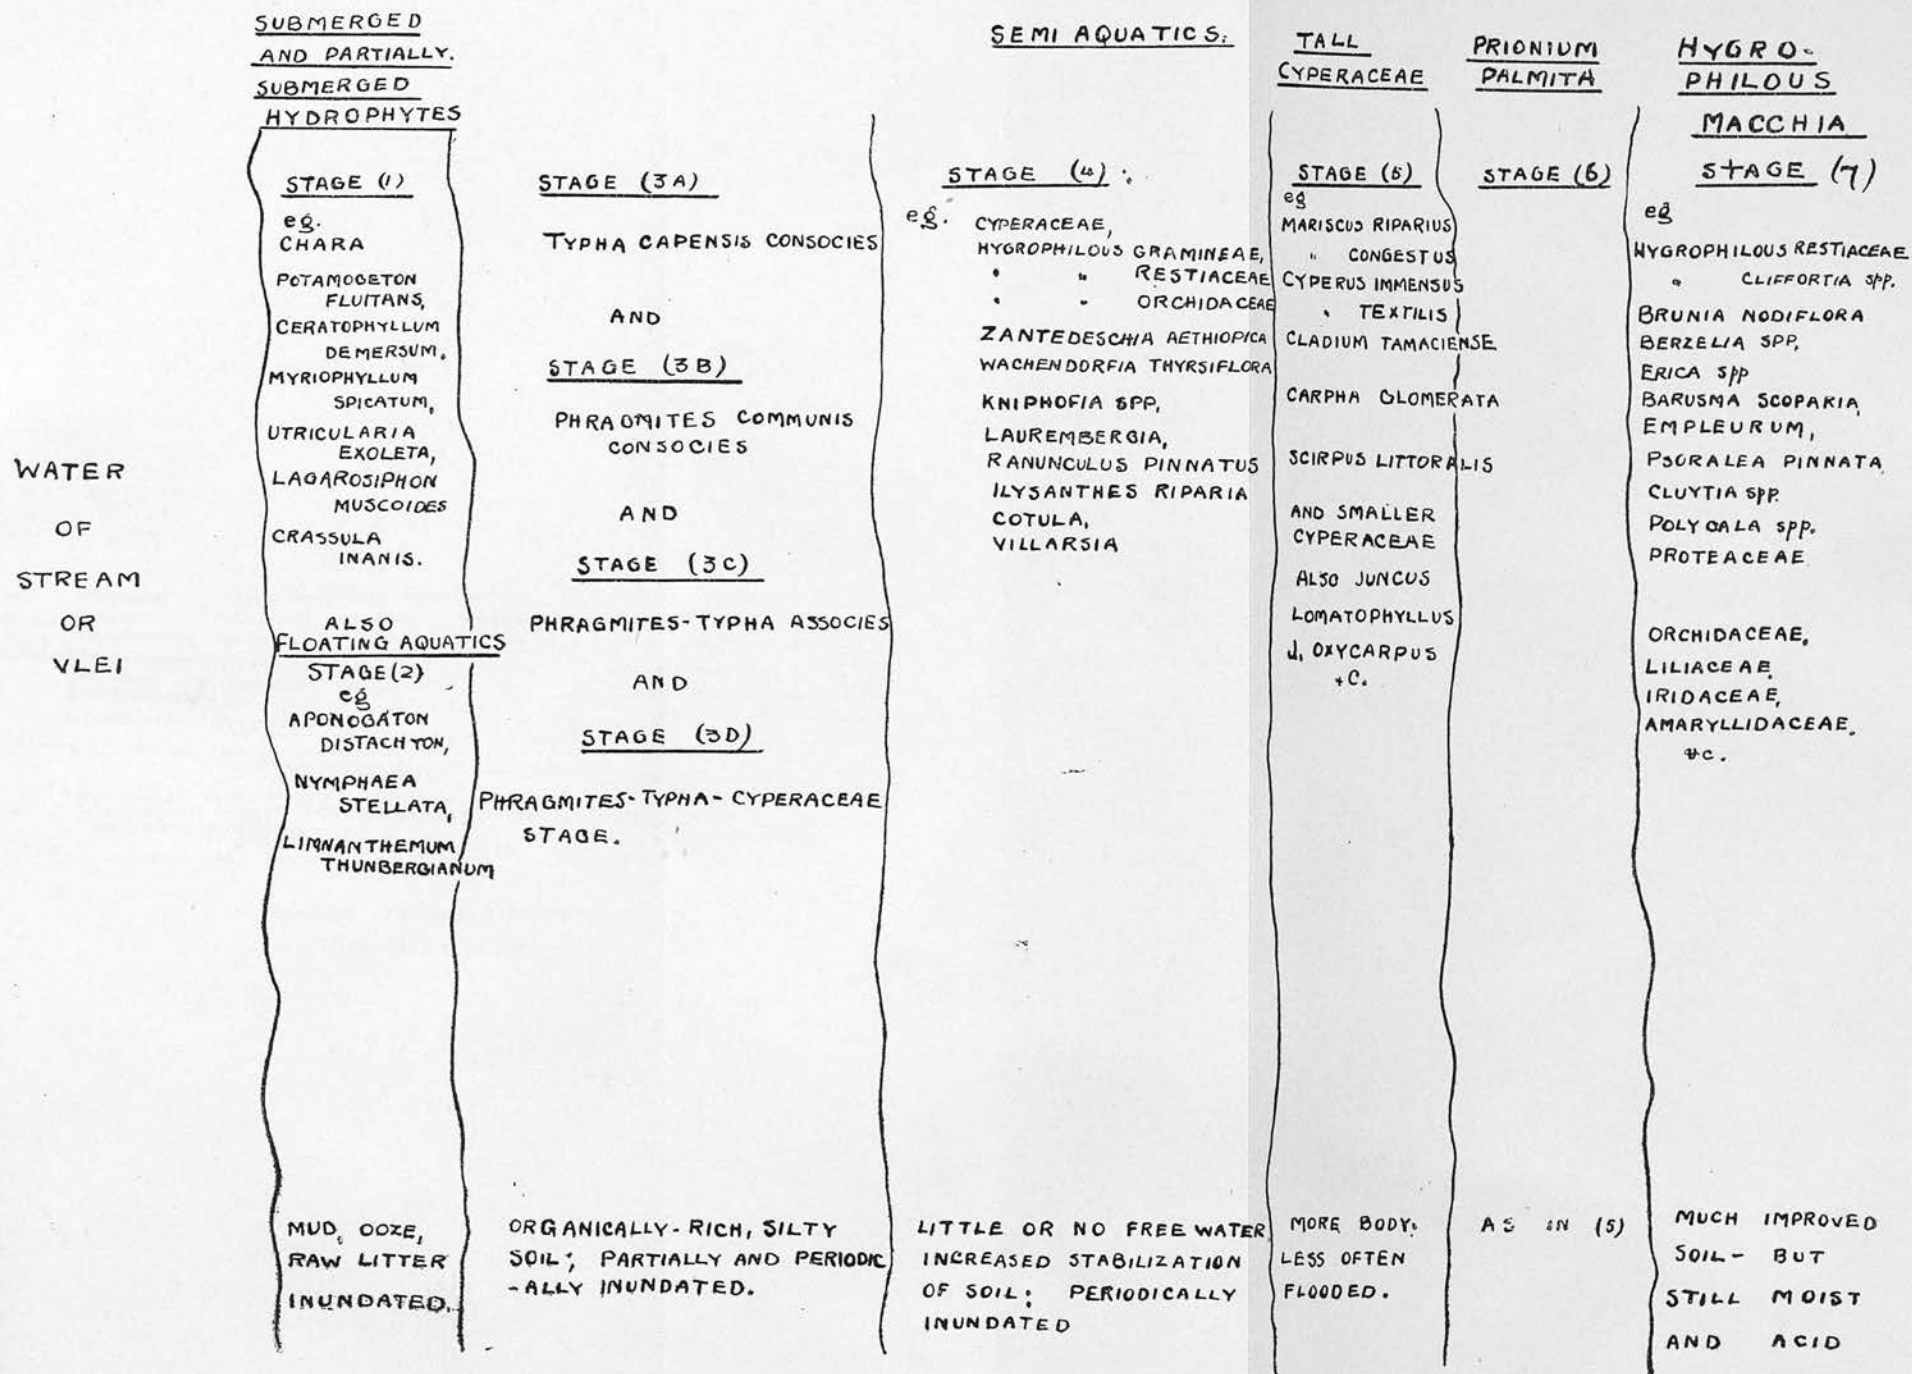 WATER
OF
STREAM
OR
VLEI
SUBMERGED
AND PARTIALLY.
SUBMERGED
HYDROPHYTES
STAGE (1)
eg.
CHARA
POTAMOGETON
FLUITANS,
CERATOPHYLLUM
DEMERSUM,
MYRIOPHYLLUM
SPICATUM,
UTRICULARIA
EXOLETA,
LAGAROSIPHON
MUSCOIDES
CRASSULA
INANIS.
ALSO
FLOATING AQUATICS
STAGE (2)
eg
APONOGATON
DISTACHYON,
NYMPHAEA
STELLATA,
LIMNANTHEMUM
THUNBERGIANUM
MUD, OOZE,
RAW LITTER
INUNDATED.
STAGE (3A)
TYPHA CAPENSIS CONSOCIES
AND
STAGE (3B)
PHRAGMITES COMMUNIS
CONSOCIES
AND
STAGE (3C)
PHRAGMITES-TYPHA ASSOCIES
AND
STAGE (3D)
PHRAGMITES-TYPHA-CYPERACEAE
STAGE.
ORGANICALLY-RICH, SILTY
SOIL; PARTIALLY AND PERIODIC
-ALLY INUNDATED.
SEMI AQUATICS.
STAGE (4):
eg. CYPERACEAE,
HYGROPHILOUS GRAMINEAE,
" " RESTIACEAE
" " ORCHIDACEAE
ZANTEDESCHIA AETHIOPICA
WACHENDORFIA THYRSIFLORA
KNIPHOFIA SPP,
LAUREMBERGIA,
RANUNCULUS PINNATUS
ILYSANTHES RIPARIA
COTULA,
VILLARSIA
LITTLE OR NO FREE WATER
INCREASED STABILIZATION
OF SOIL; PERIODICALLY
INUNDATED
TALL
CYPERACEAE
STAGE (5)
eg
MARISCUS RIPARIUS
" CONGESTUS
CYPERUS IMMENSUS
" TEXTILIS
CLADIUM TAMACIENSE
CARPHA GLOMERATA
SCIRPUS LITTORALIS
AND SMALLER
CYPERACEAE
ALSO JUNCUS
LOMATOPHYLLUS
J. OXYCARPUS
+C.
MORE BODY.
LESS OFTEN
FLOODED.
PRIONIUM
PALMITA
STAGE (6)
AS IN (5)
HYGRO-
PHILOUS
MACCHIA
STAGE (7)
eg
HYGROPHILOUS RESTIACEAE
" CLIFFORTIA SPP.
BRUNIA NODIFLORA
BERZELIA SPP,
ERICA SPP
BARUSMA SCOPARIA,
EMPLEURUM,
PSORALEA PINNATA,
CLUYTIA SPP.
POLYGALA SPP.
PROTEACEAE
ORCHIDACEAE,
LILIACEAE,
IRIDACEAE,
AMARYLLIDACEAE.
&C.
MUCH IMPROVED
SOIL- BUT
STILL MOIST
AND ACID